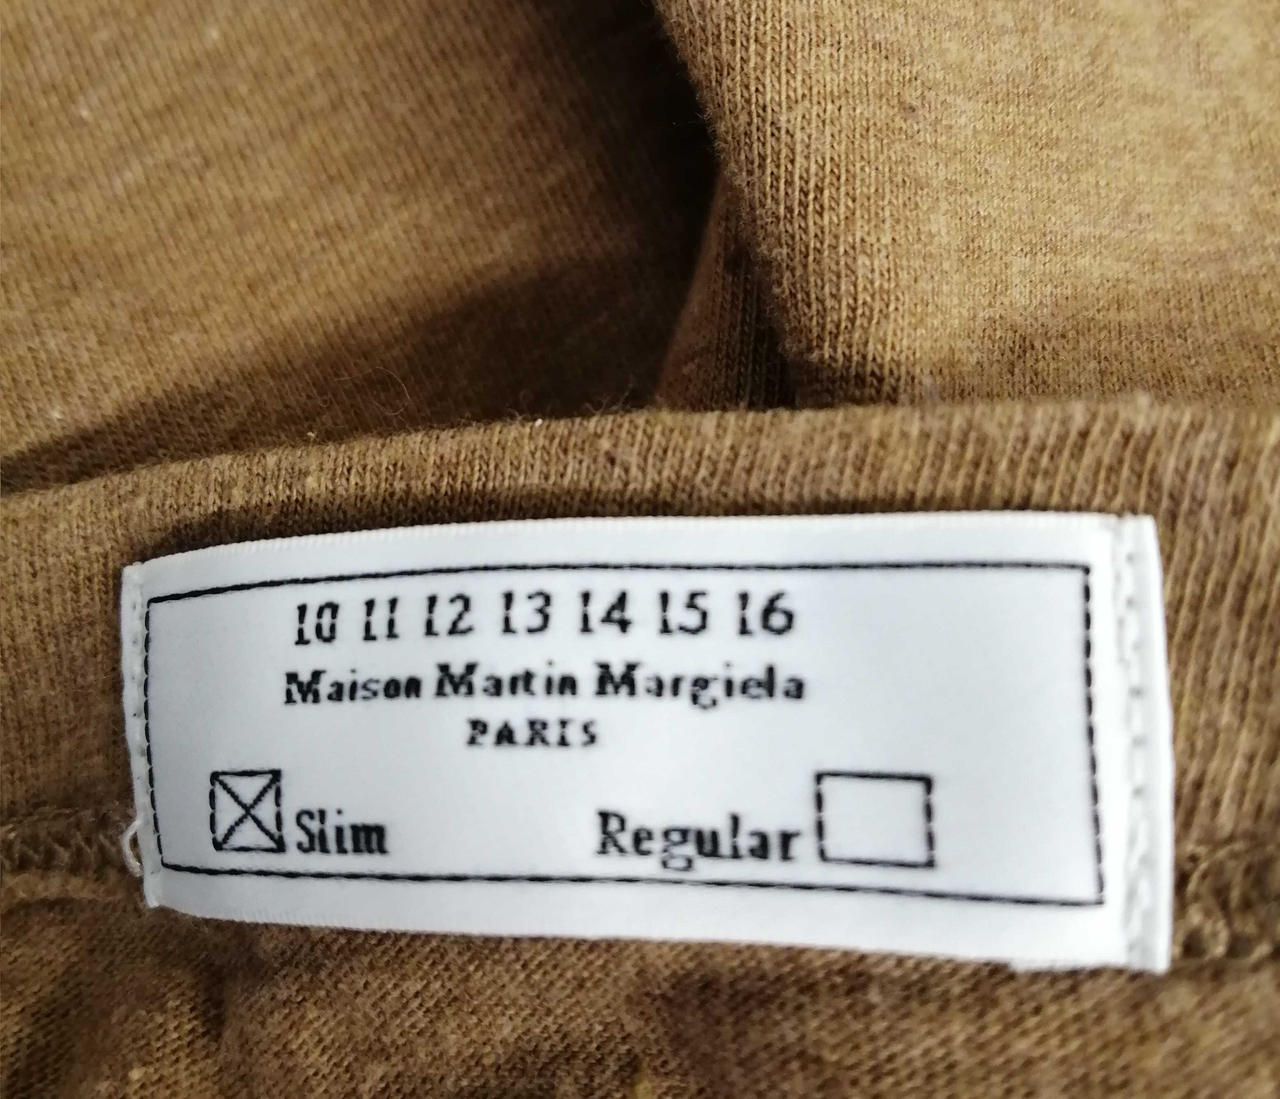 10 11 12 13 14 15 16
Maison Martin Margiela
PARIS
Slim Regular